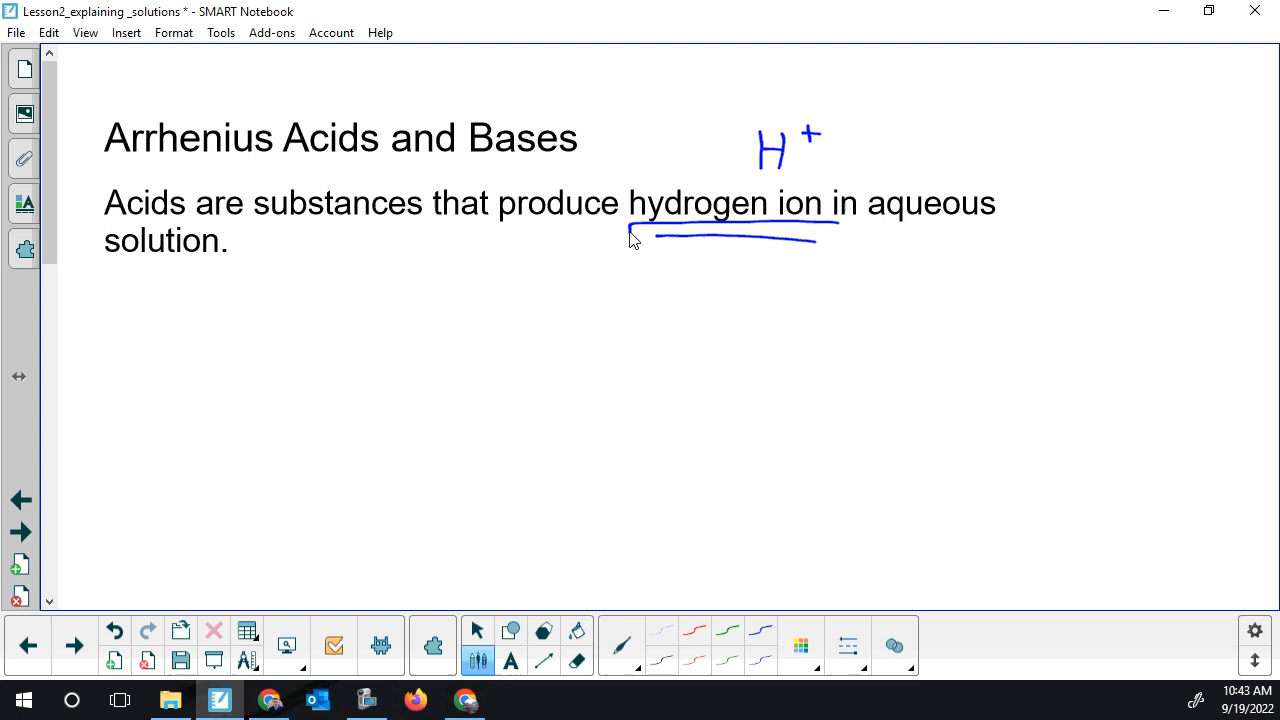 Lesson2_explaining _solutions * - SMART Notebook
File Edit View Insert Format Tools Add-ons Account Help
Arrhenius Acids and Bases
H+
Acids are substances that produce hydrogen ion in aqueous
solution.
10:43 AM
9/19/2022